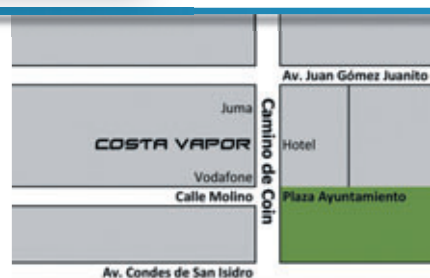 Av. Juan Gómez Juanito
Juma
Camino de Coin
COSTA VAPOR
Hotel
Vodafone
Calle Molino
Plaza Ayuntamiento
Av. Condes de San Isidro